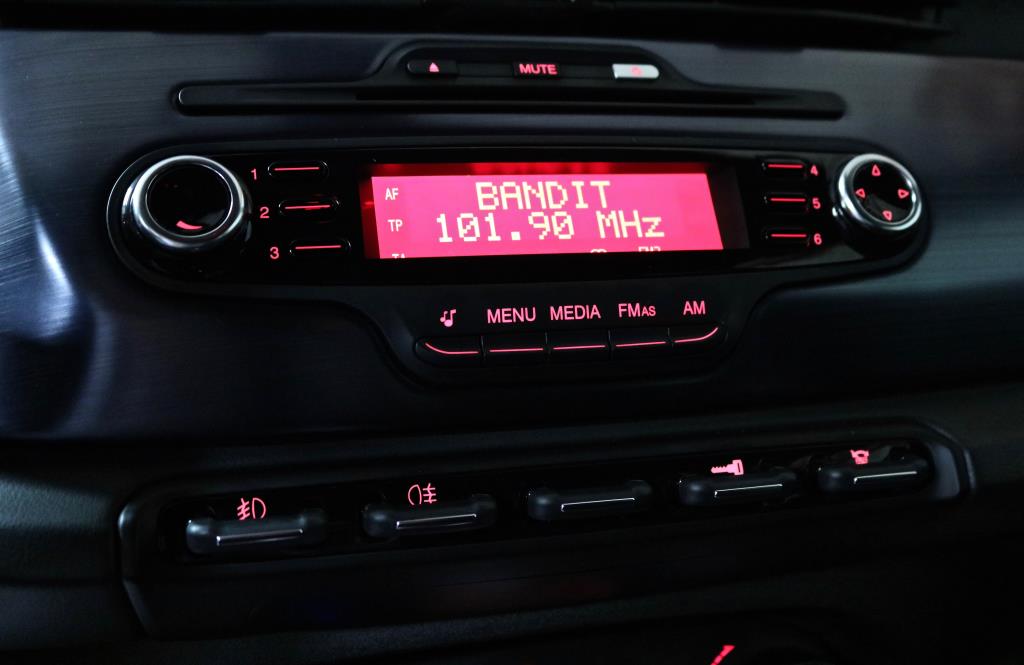 MUTE
1
2
3
AF
TP
BANDIT
101.90 MHz
4
5
6
MENU MEDIA FMAS AM